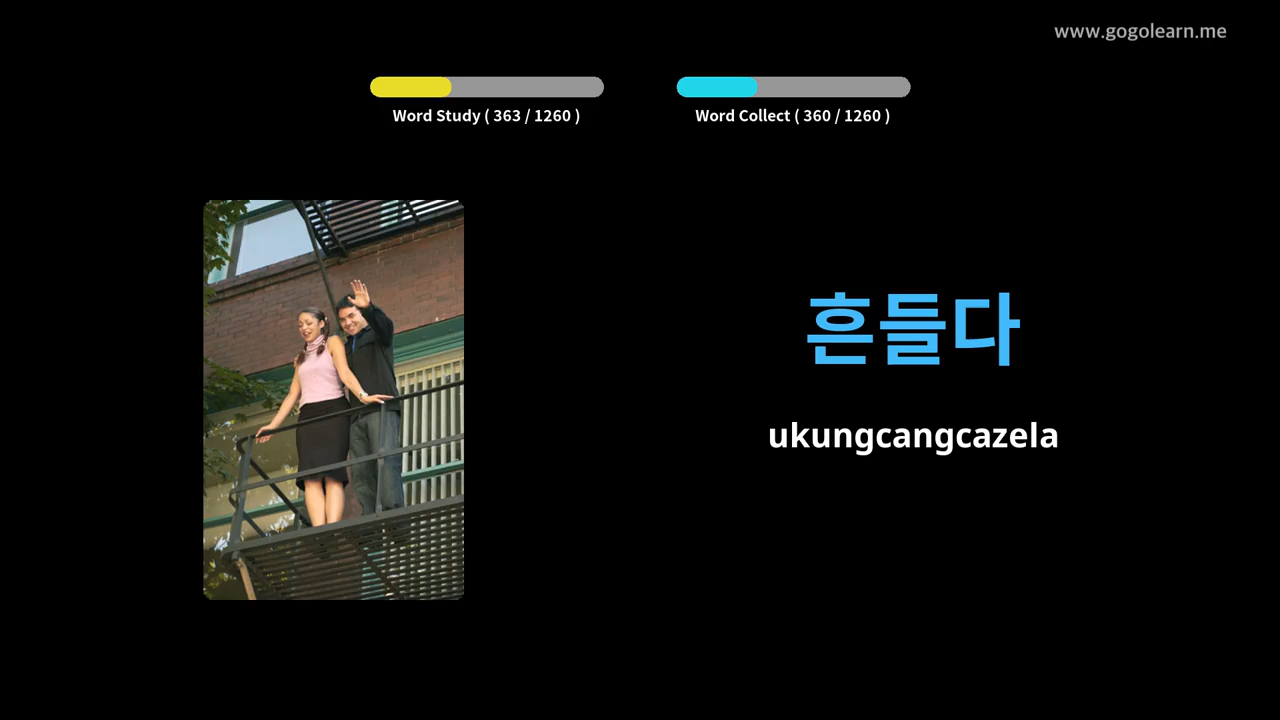 www.gogolearn.me
Word Study ( 363 / 1260 )
Word Collect ( 360 / 1260 )
흔들다
ukungcangcazela